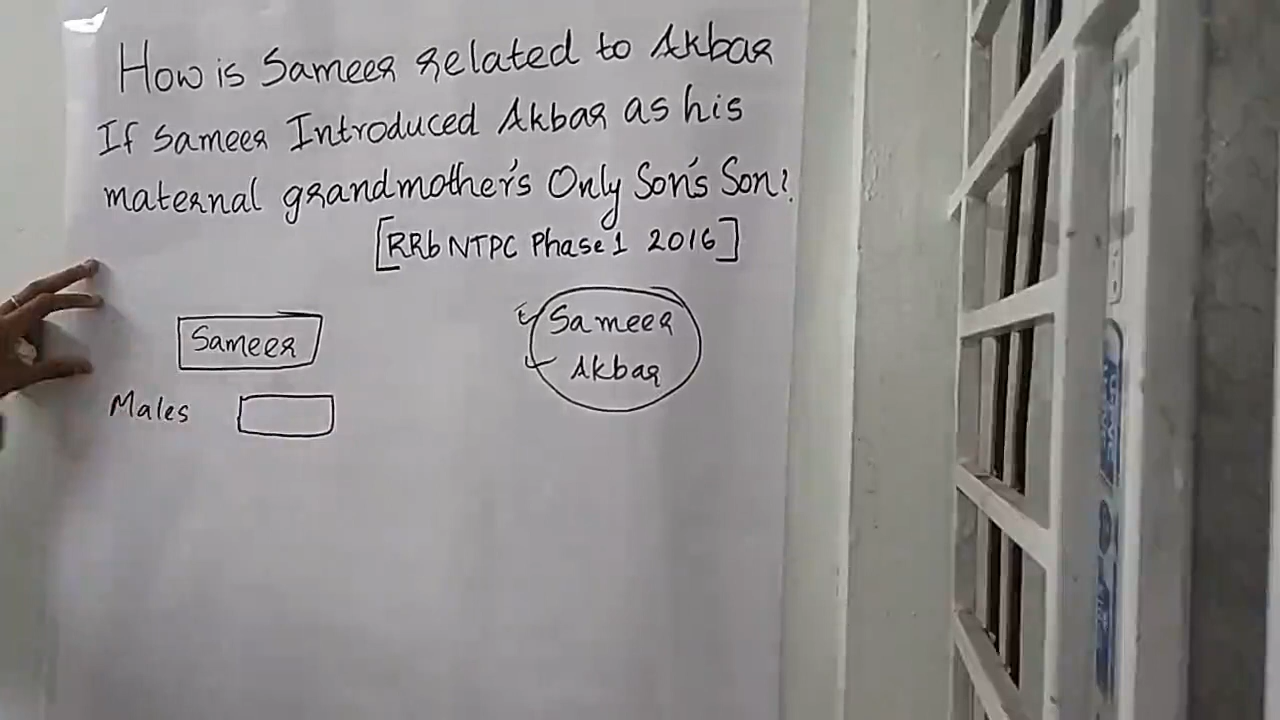 How is Sameer related to Akbar
If Sameer Introduced Akbar as his
maternal grandmother's Only Son's Son?
[RRb NTPC Phase 1 2016]
Sameer
Sameer
Akbar
Males